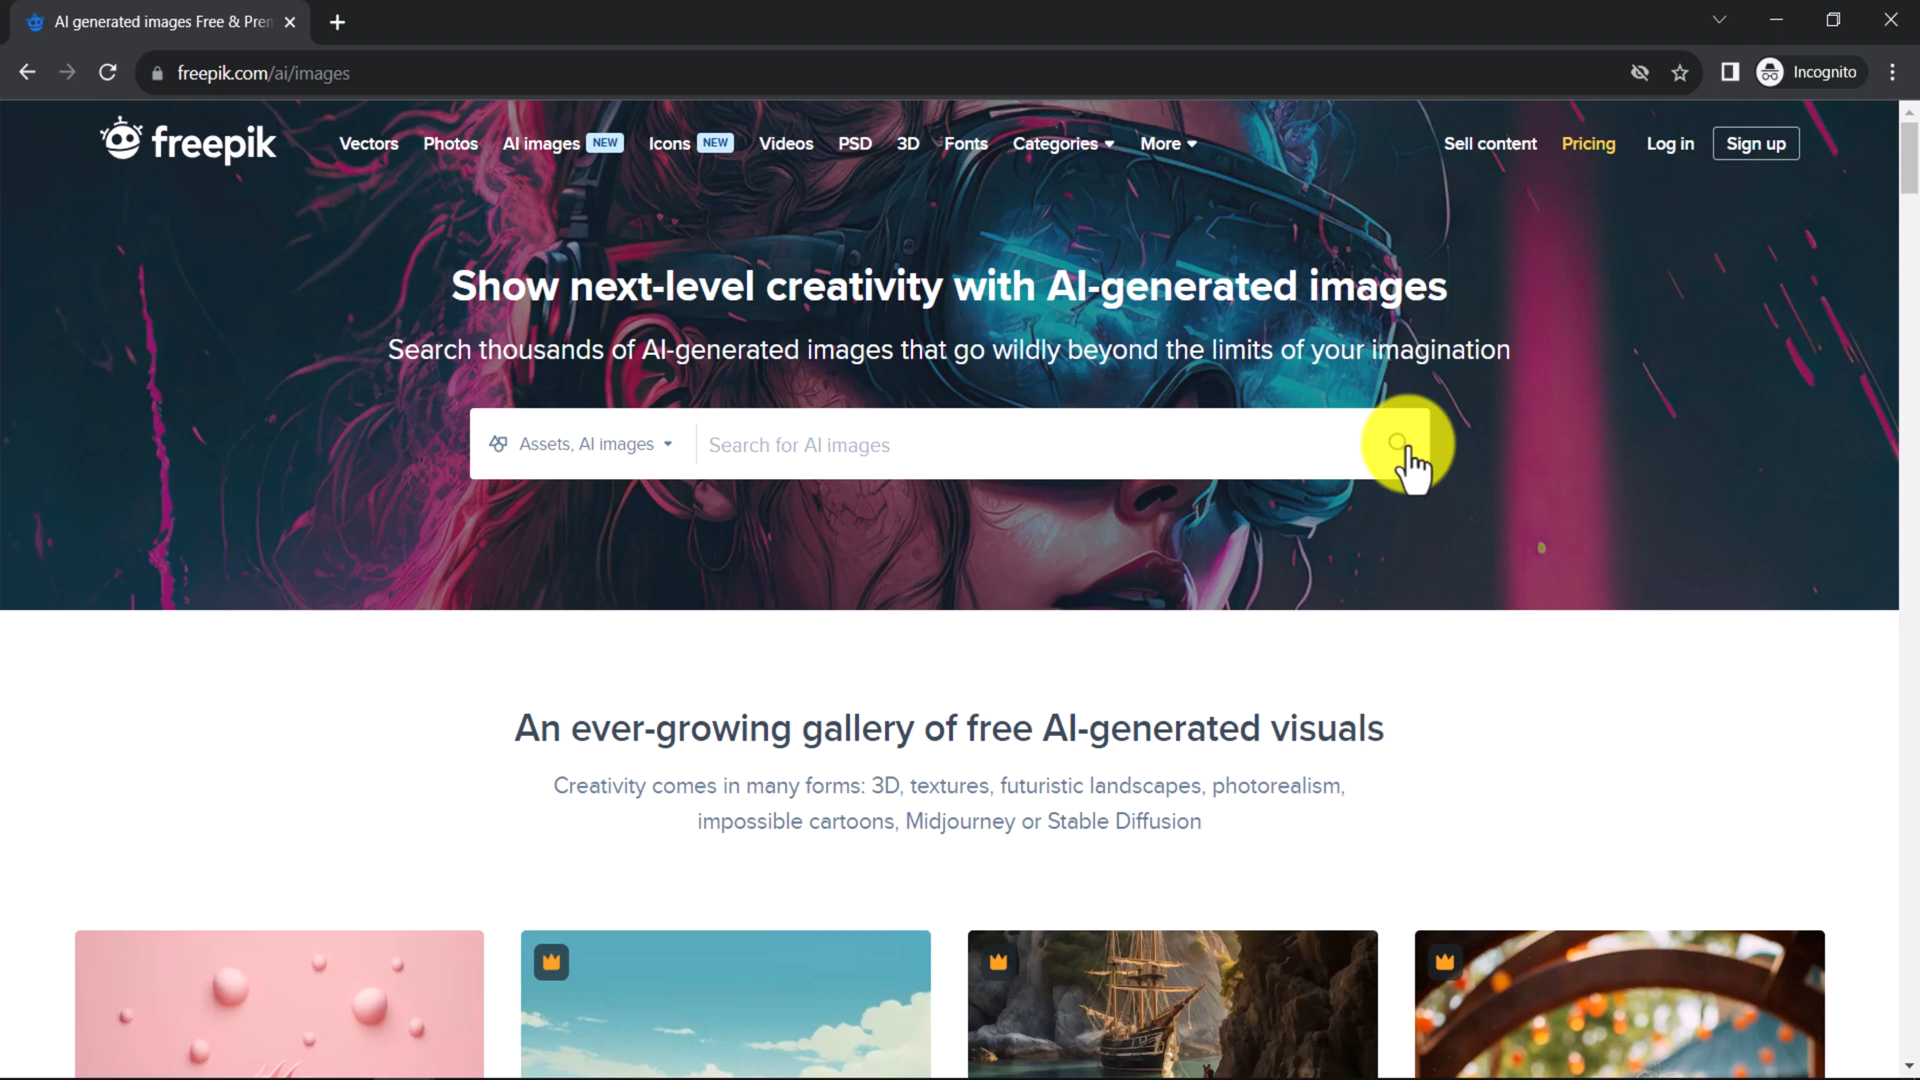 AI generated images Free & Pren
freepik.com/ai/images
Incognito
freepik
Vectors Photos AI images NEW Icons NEW Videos PSD 3D Fonts Categories More
Sell content Pricing Log in Sign up
Show next-level creativity with AI-generated images
Search thousands of AI-generated images that go wildly beyond the limits of your imagination
Assets, AI images Search for AI images
An ever-growing gallery of free AI-generated visuals
Creativity comes in many forms: 3D, textures, futuristic landscapes, photorealism,
impossible cartoons, Midjourney or Stable Diffusion